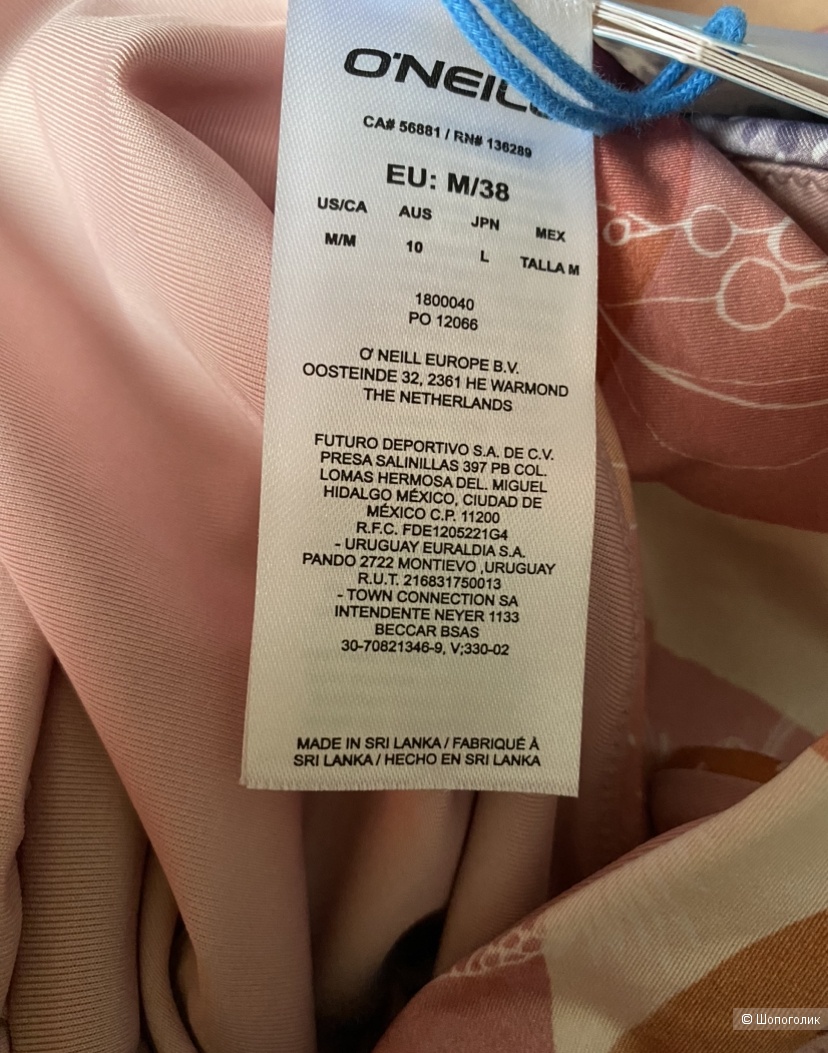 O'NEILL
CA# 56881 / RN# 136289
EU: M/38
US/CA AUS JPN MEX
M/M 10 L TALLA M
1800040
PO 12066
O' NEILL EUROPE B.V.
OOSTEINDE 32, 2361 HE WARMOND
THE NETHERLANDS
FUTURO DEPORTIVO S.A. DE C.V.
PRESA SALINILLAS 397 PB COL.
LOMAS HERMOSA DEL. MIGUEL
HIDALGO MÉXICO, CIUDAD DE
MÉXICO C.P. 11200
R.F.C. FDE1205221G4
- URUGUAY EURALDIA S.A.
PANDO 2722 MONTIEVO ,URUGUAY
R.U.T. 216831750013
- TOWN CONNECTION SA
INTENDENTE NEYER 1133
BECCAR BSAS
30-70821346-9, V;330-02
MADE IN SRI LANKA / FABRIQUÉ À
SRI LANKA / HECHO EN SRI LANKA
© Шопоголик